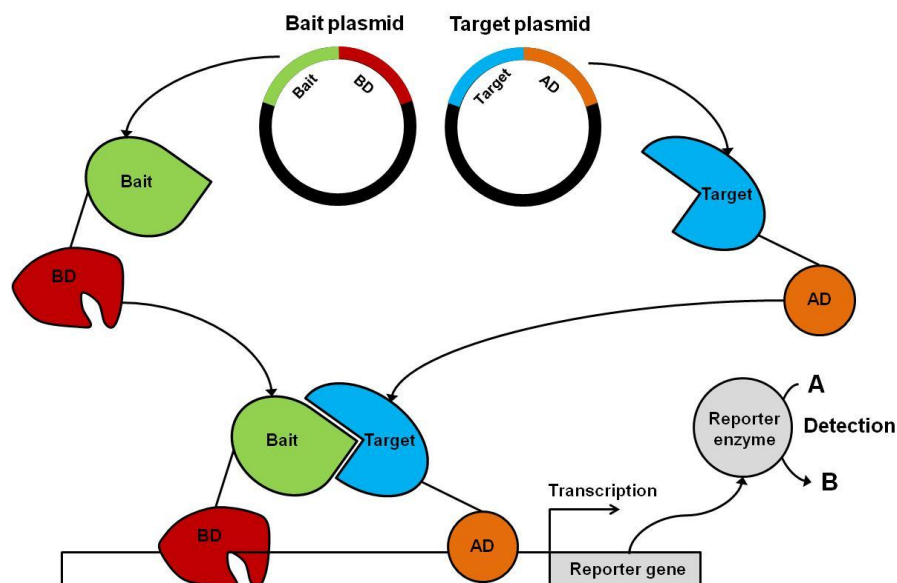 Bait plasmid
Target plasmid
Bait
BD
Target
AD
Bait
Target
BD
AD
A
Reporter
enzyme
Detection
B
Bait
Target
Transcription
BD
AD
Reporter gene